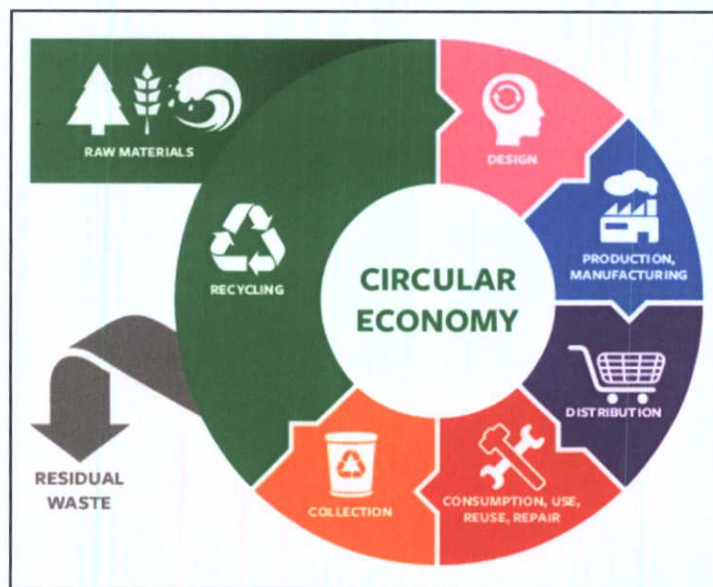 RAW MATERIALS
DESIGN
PRODUCTION,
MANUFACTURING
RECYCLING
CIRCULAR
ECONOMY
DISTRIBUTION
RESIDUAL
WASTE
COLLECTION
CONSUMPTION, USE,
REUSE, REPAIR